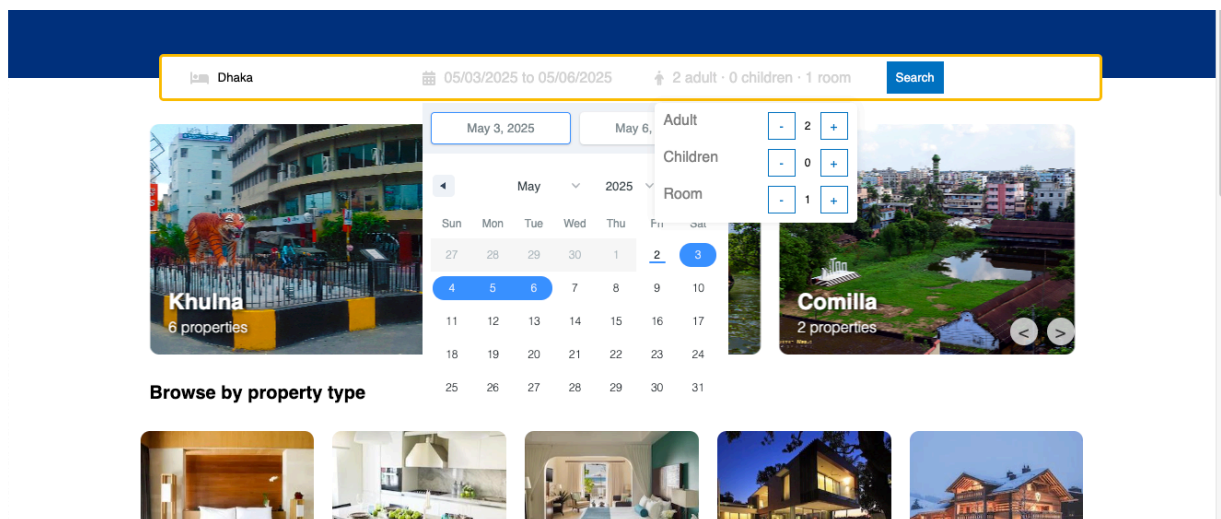 Dhaka
05/03/2025 to 05/06/2025
2 adult · 0 children · 1 room
Search
May 3, 2025
May 6,
Adult
- 2 +
Children
- 0 +
Room
- 1 +
May 2025
Sun Mon Tue Wed Thu Fri Sat
27 28 29 30 1 2 3
4 5 6 7 8 9 10
11 12 13 14 15 16 17
18 19 20 21 22 23 24
25 26 27 28 29 30 31
Khulna
6 properties
Comilla
2 properties
< >
Browse by property type